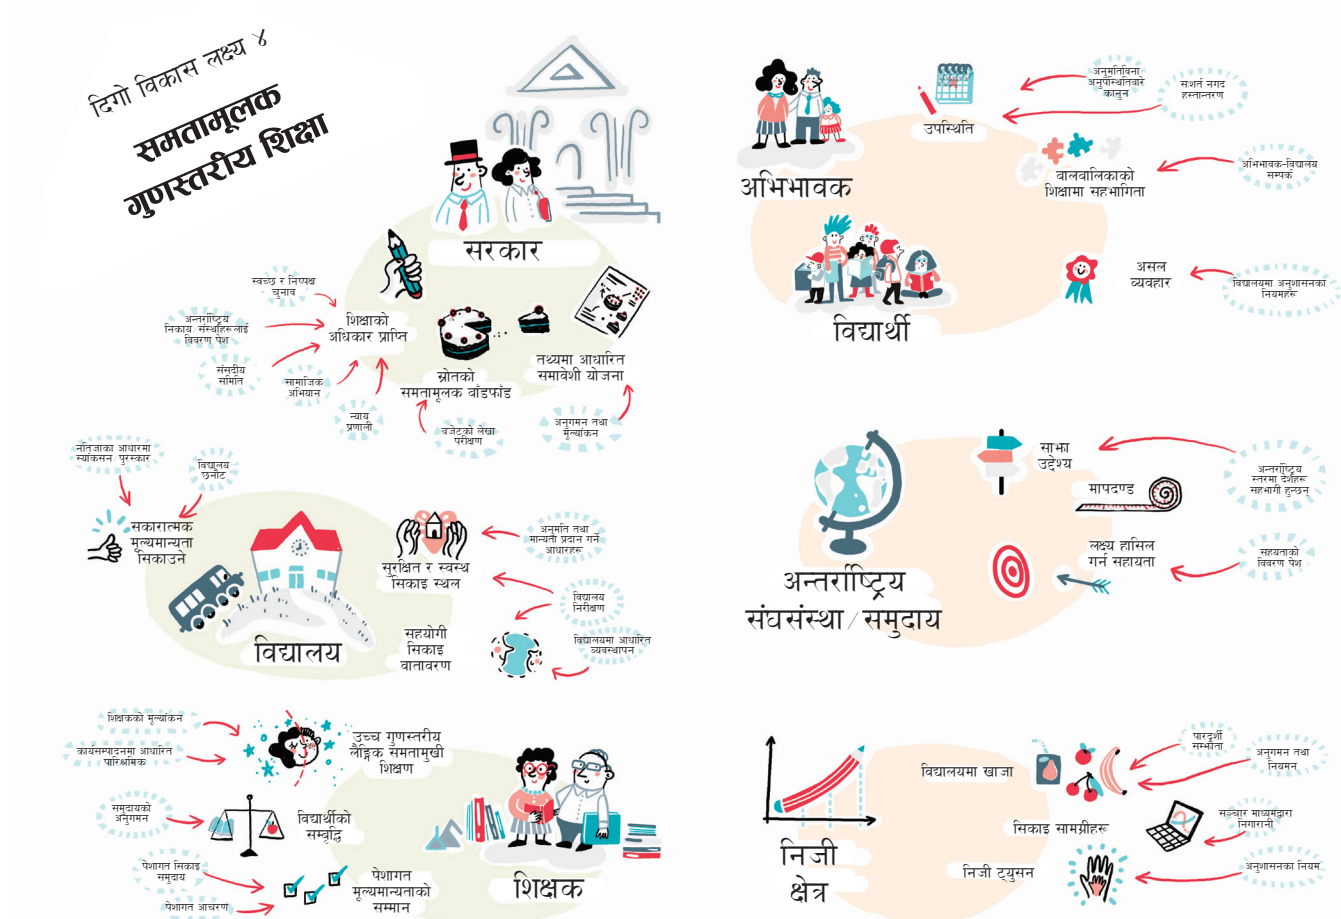 दिगो विकास लक्ष्य ४
समतामूलक
गुणस्तरीय शिक्षा
सरकार
स्वच्छ र निष्पक्ष
चुनाव
अन्तर्राष्ट्रिय
निकाय/संस्थाहरूलाई
विवरण पेश
संसदीय
समिति
सामाजिक
अभियान
न्याय
प्रणाली
शिक्षाको
अधिकार प्राप्ति
स्रोतको
समतामूलक बाँडफाँड
बजेटको लेखा
परीक्षण
तथ्यमा आधारित
समावेशी योजना
अनुगमन तथा
मूल्यांकन
नतिजाको आधारमा
स्यांकसन/पुरस्कार
विद्यालय
छनौट
सकारात्मक
मूल्यमान्यता
सिकाउने
विद्यालय
सुरक्षित र स्वस्थ
सिकाइ स्थल
अनुमति तथा
मान्यता प्रदान गर्ने
आधारहरू
विद्यालय
निरीक्षण
सहयोगी
सिकाइ
वातावरण
विद्यालयमा आधारित
व्यवस्थापन
शिक्षकको मूल्यांकन
कार्यसम्पादनमा आधारित
पारिश्रमिक
उच्च गुणस्तरीय
लैङ्गिक समतामुखी
शिक्षण
समुदायको
अनुगमन
विद्यार्थीको
सम्वृद्धि
पेशागत सिकाइ
समुदाय
पेशागत आचरण
पेशागत
मूल्यमान्यताको
सम्मान
शिक्षक
अभिभावक
विद्यार्थी
उपस्थिति
अनुमतिविना
अनुपस्थितिबारे
कानुन
सशर्त नगद
हस्तान्तरण
बालबालिकाको
शिक्षामा सहभागिता
अभिभावक-विद्यालय
सम्पर्क
असल
व्यवहार
विद्यालयमा अनुशासनका
नियमहरू
अन्तर्राष्ट्रिय
संघसंस्था/समुदाय
साझा
उद्देश्य
अन्तर्राष्ट्रिय
स्तरमा देशहरू
सहभागी हुन्छन्
मापदण्ड
लक्ष्य हासिल
गर्न सहायता
सहयताको
विवरण पेश
निजी
क्षेत्र
विद्यालयमा खाजा
पारदर्शी
सम्झौता
अनुगमन तथा
नियमन
सिकाइ सामग्रीहरू
सञ्चार माध्यमद्वारा
निगरानी
निजी ट्युसन
अनुशासनका नियम